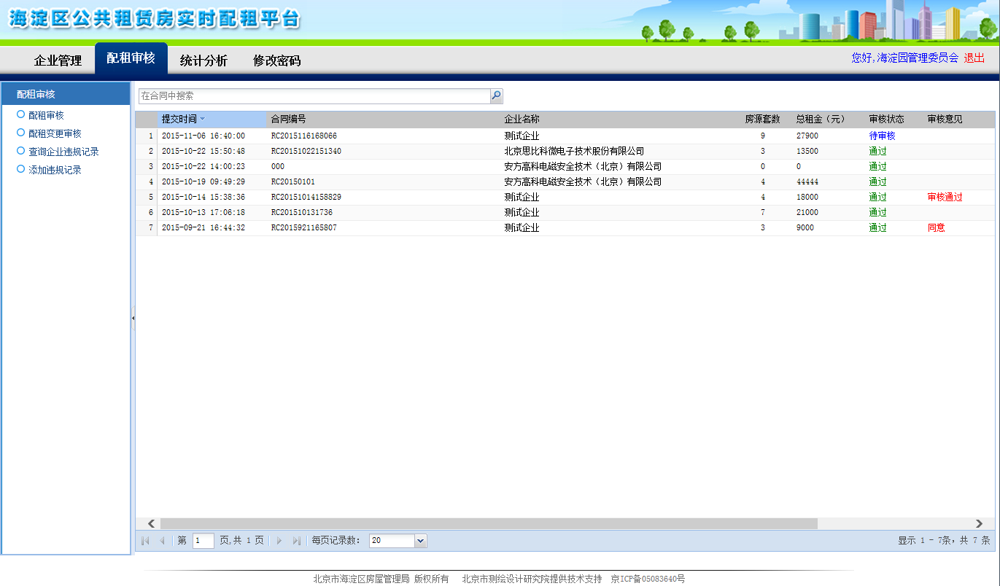 海淀区公共租赁房实时配租平台
企业管理 配租审核 统计分析 修改密码 您好,海淀园管理委员会 退出
配租审核
配租审核
配租变更审核
查询企业违规记录
添加违规记录
在合同中搜索
提交时间 合同编号 企业名称 房源套数 总租金（元） 审核状态 审核意见
1 2015-11-06 16:40:00 RC2015116168066 测试企业 9 27900 待审核
2 2015-10-22 15:50:48 RC20151022151340 北京思比科微电子技术股份有限公司 3 13500 通过
3 2015-10-22 14:00:23 000 安方高科电磁安全技术（北京）有限公司 0 0 通过
4 2015-10-19 09:49:29 RC20150101 安方高科电磁安全技术（北京）有限公司 4 44444 通过
5 2015-10-14 15:38:36 RC20151014158829 测试企业 4 18000 通过 审核通过
6 2015-10-13 17:06:18 RC201510131736 测试企业 7 21000 通过
7 2015-09-21 16:44:32 RC2015921165807 测试企业 3 9000 通过 同意
第 1 页,共 1 页 每页记录数: 20 显示 1 - 7条，共 7 条
北京市海淀区房屋管理局 版权所有 北京市测绘设计研究院提供技术支持 京ICP备05083640号